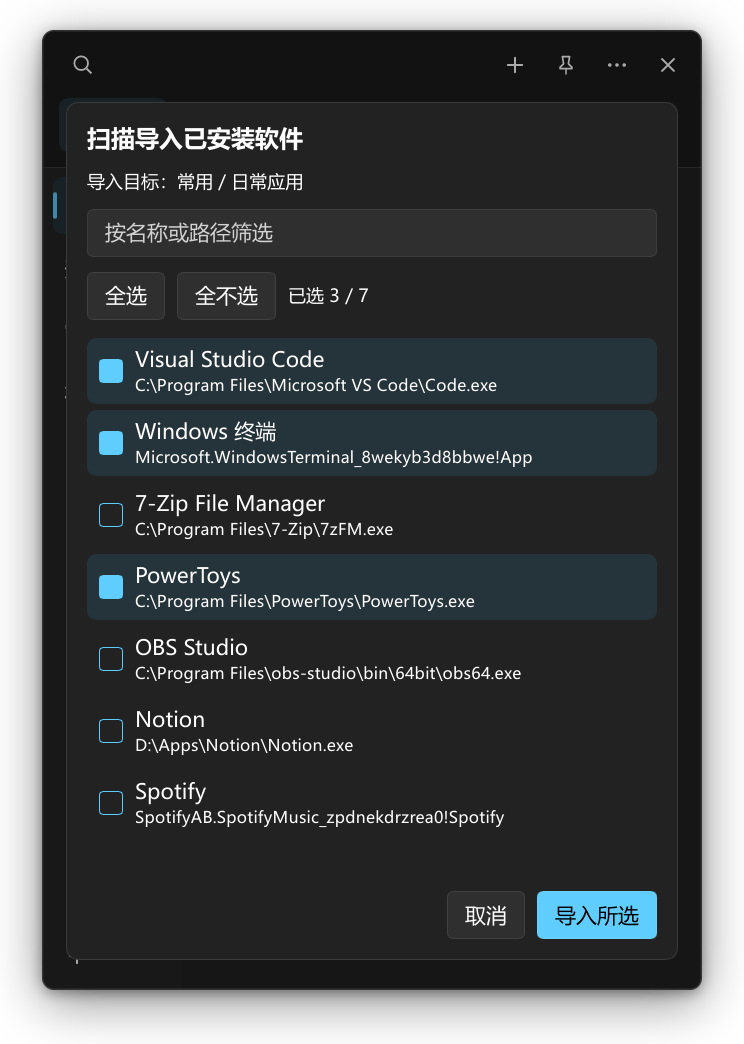 扫描导入已安装软件
导入目标：常用 / 日常应用
按名称或路径筛选
全选 全不选 已选 3 / 7
Visual Studio Code
C:\Program Files\Microsoft VS Code\Code.exe
Windows 终端
Microsoft.WindowsTerminal_8wekyb3d8bbwe!App
7-Zip File Manager
C:\Program Files\7-Zip\7zFM.exe
PowerToys
C:\Program Files\PowerToys\PowerToys.exe
OBS Studio
C:\Program Files\obs-studio\bin\64bit\obs64.exe
Notion
D:\Apps\Notion\Notion.exe
Spotify
SpotifyAB.SpotifyMusic_zpdnekdrzrea0!Spotify
取消 导入所选